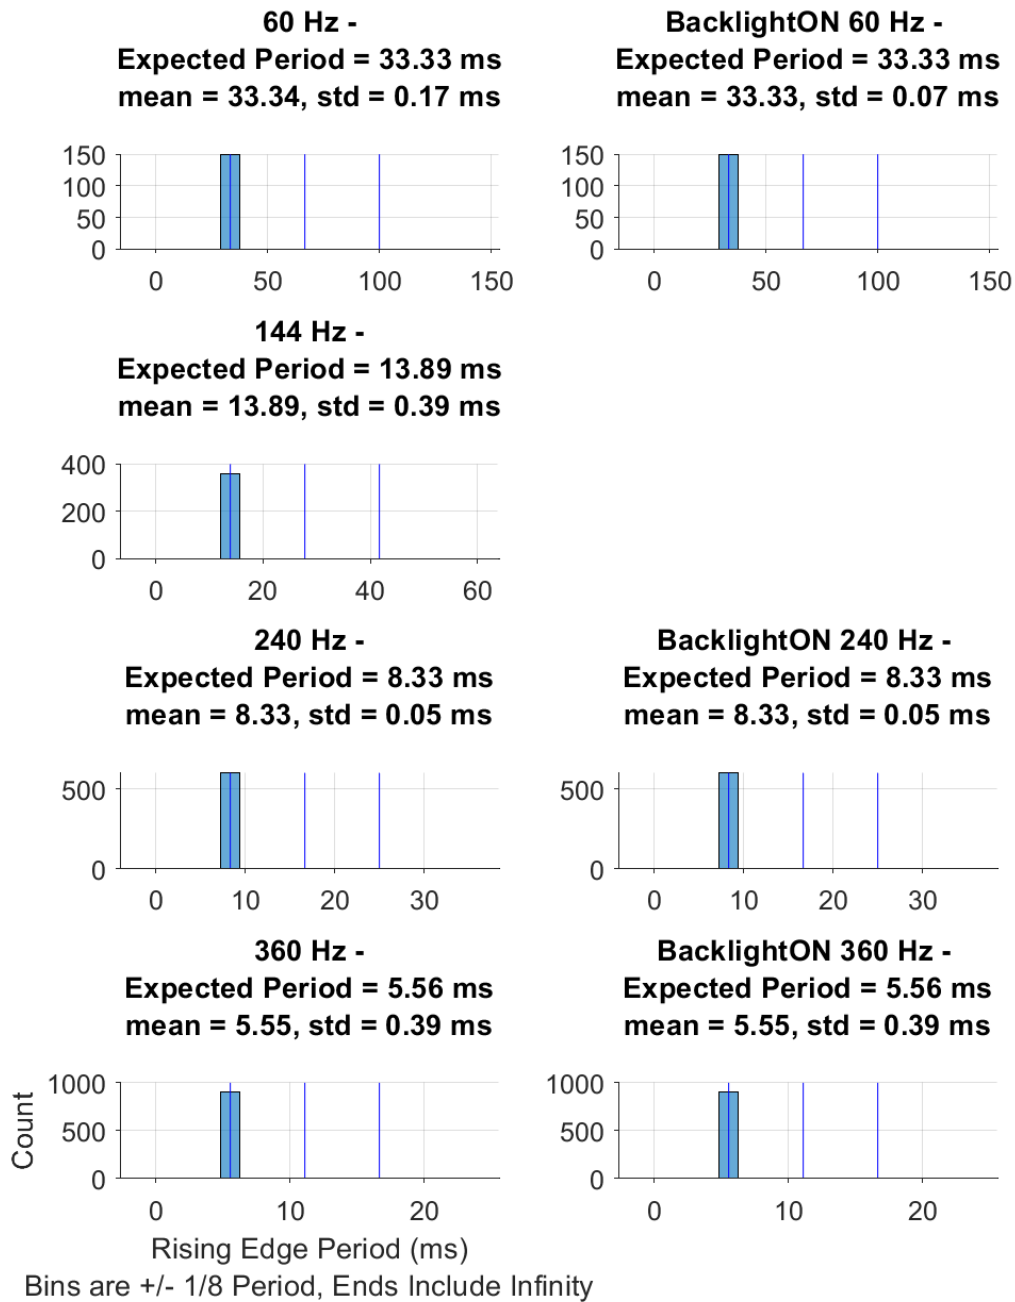 60 Hz -
Expected Period = 33.33 ms
mean = 33.34, std = 0.17 ms
150
100
50
0
0 50 100 150
BacklightON 60 Hz -
Expected Period = 33.33 ms
mean = 33.33, std = 0.07 ms
150
100
50
0
0 50 100 150
144 Hz -
Expected Period = 13.89 ms
mean = 13.89, std = 0.39 ms
400
200
0
0 20 40 60
240 Hz -
Expected Period = 8.33 ms
mean = 8.33, std = 0.05 ms
500
0
0 10 20 30
BacklightON 240 Hz -
Expected Period = 8.33 ms
mean = 8.33, std = 0.05 ms
500
0
0 10 20 30
360 Hz -
Expected Period = 5.56 ms
mean = 5.55, std = 0.39 ms
Count
1000
500
0
0 10 20
Rising Edge Period (ms)
Bins are +/- 1/8 Period, Ends Include Infinity
BacklightON 360 Hz -
Expected Period = 5.56 ms
mean = 5.55, std = 0.39 ms
1000
500
0
0 10 20